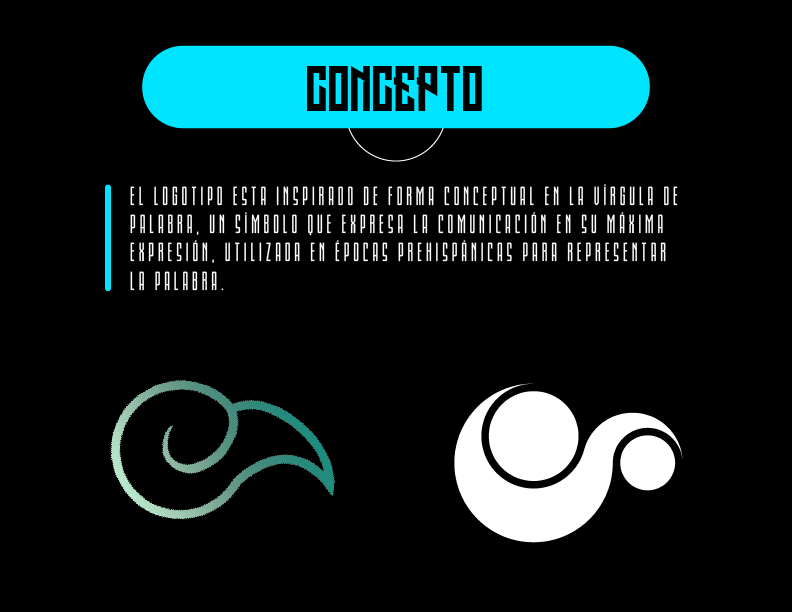 CONCEPTO
EL LOGOTIPO ESTA INSPIRADO DE FORMA CONCEPTUAL EN LA VÍRGULA DE
PALABRA, UN SÍMBOLO QUE EXPRESA LA COMUNICACIÓN EN SU MÁXIMA
EXPRESIÓN, UTILIZADA EN ÉPOCAS PREHISPÁNICAS PARA REPRESENTAR
LA PALABRA.